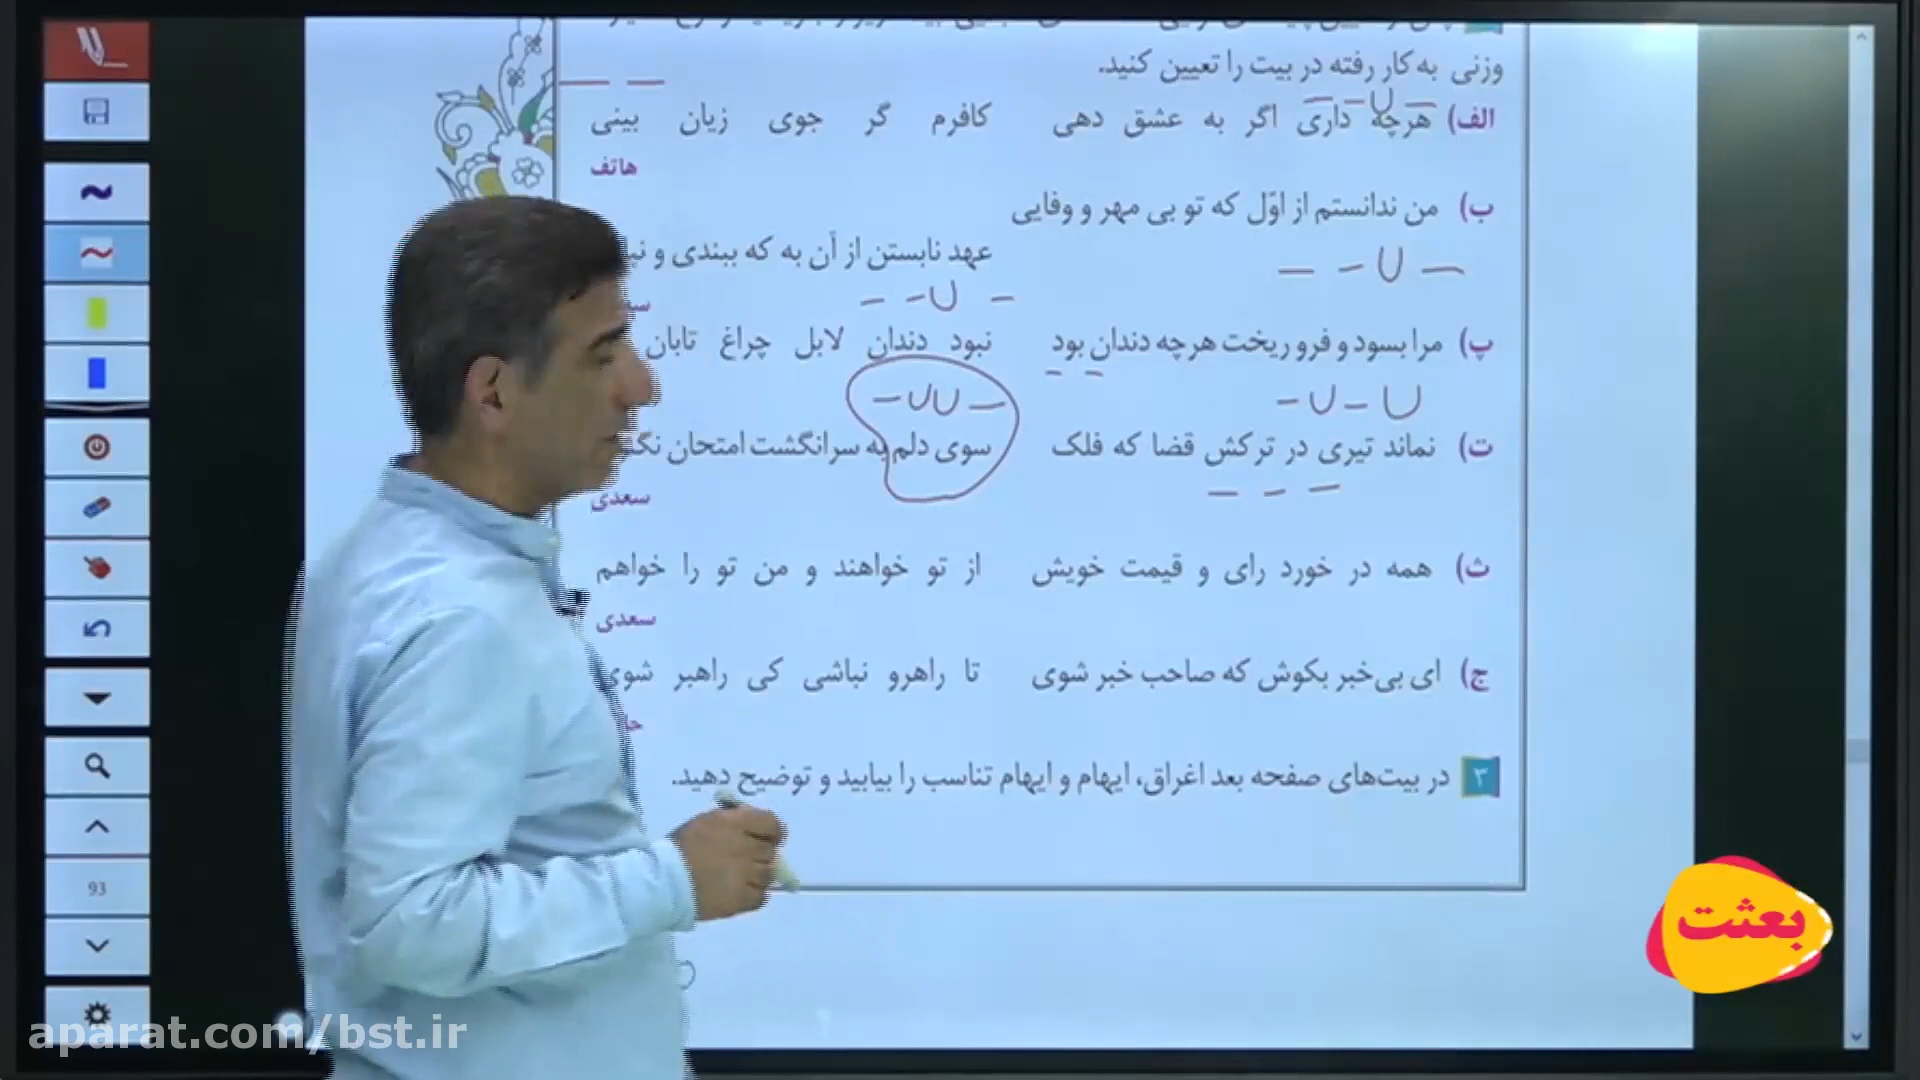 وزنی به‌کار رفته در بیت را تعیین کنید.
الف) هرچه داری اگر به عشق دهی کافرم گر جوی زیان بینی
هاتف
ب) من ندانستم از اوّل که تو بی مهر و وفایی
عهد نابستن از آن به که ببندی و
پ) مرا بسود و فرو ریخت هرچه دندان بود نبود دندان لابل چراغ تابان
ت) نماند تیری در ترکش قضا که فلک سوی دلم به سرانگشت امتحان
سعدی
ث) همه در خورد رای و قیمت خویش از تو خواهند و من تو را خواهم
سعدی
ج) ای بی‌خبر بکوش که صاحب خبر شوی تا راهرو نباشی کی راهبر شوی
۳ در بیت‌های صفحه بعد اغراق، ایهام و ایهام تناسب را بیابید و توضیح دهید.
93
بعثت
aparat.com/bst.ir